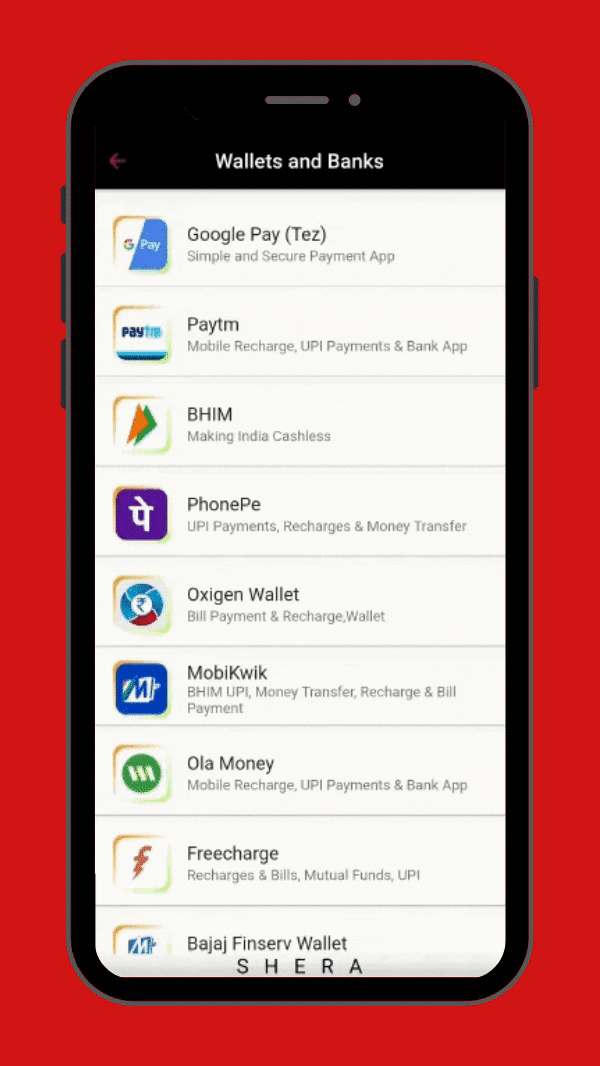 Wallets and Banks
Google Pay (Tez)
G Pay
Simple and Secure Payment App
Paytm
paytm
Mobile Recharge, UPI Payments & Bank App
BHIM
Making India Cashless
PhonePe
पे
UPI Payments, Recharges & Money Transfer
Oxigen Wallet
₹
Bill Payment & Recharge,Wallet
MobiKwik
BHIM UPI, Money Transfer, Recharge & Bill
Payment
Ola Money
Mobile Recharge, UPI Payments & Bank App
Freecharge
Recharges & Bills, Mutual Funds, UPI
Bajaj Finserv Wallet
S H E R A